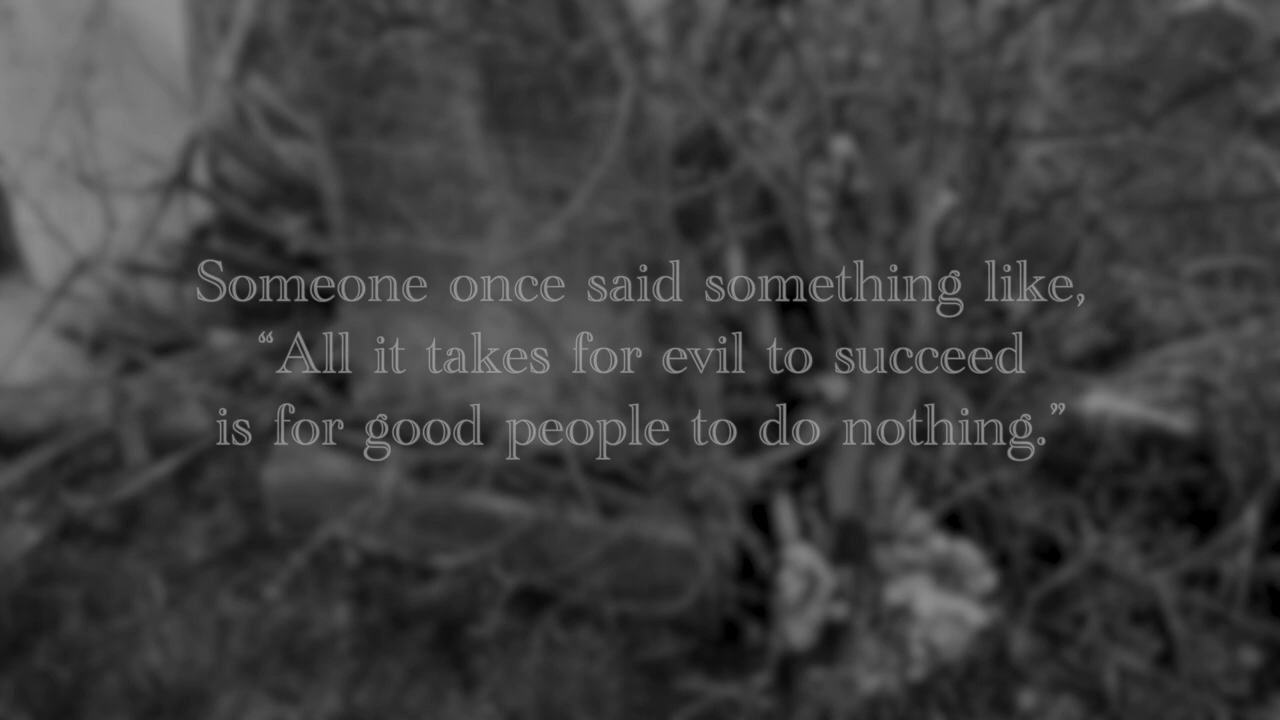 Someone once said something like,
“All it takes for evil to succeed
is for good people to do nothing.”